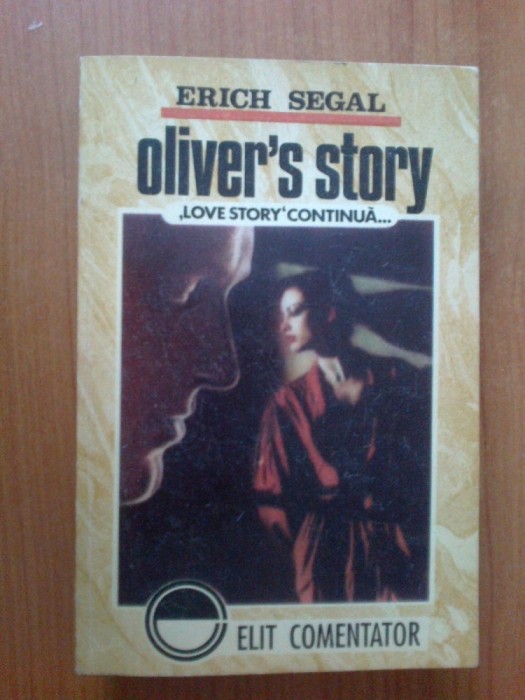 ERICH SEGAL
oliver's story
‚LOVE STORY‘ CONTINUĂ...
ELIT COMENTATOR